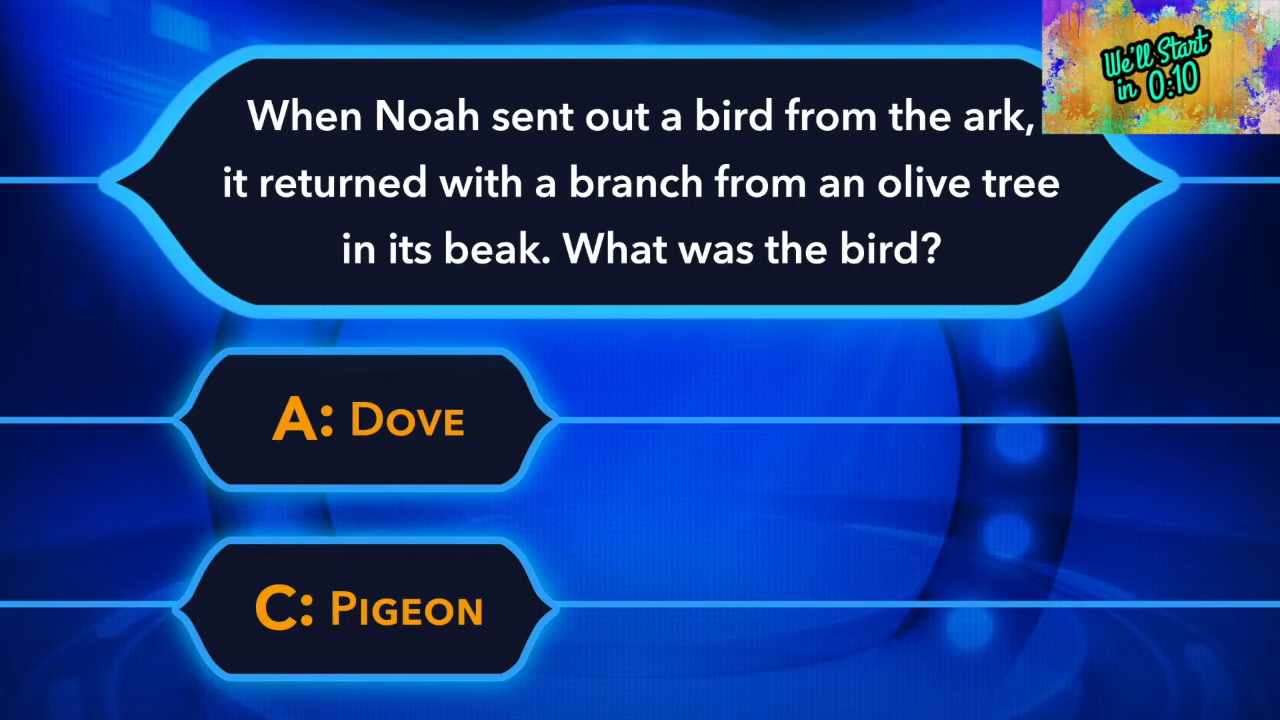 When Noah sent out a bird from the ark,
it returned with a branch from an olive tree
in its beak. What was the bird?
We'll Start
in 0:10
A: Dove
C: Pigeon